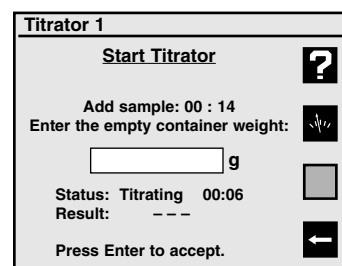 Titrator 1
Start Titrator
?
Add sample: 00 : 14
Enter the empty container weight:
g
Status: Titrating 00:06
Result: – – –
Press Enter to accept.